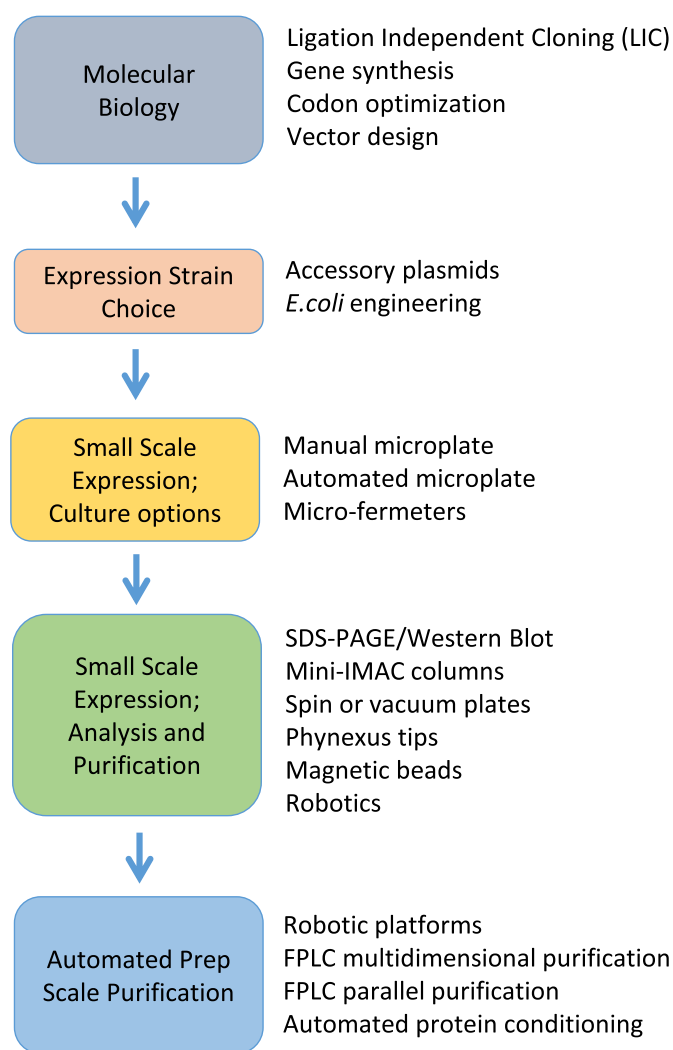 Molecular
Biology
Ligation Independent Cloning (LIC)
Gene synthesis
Codon optimization
Vector design
Expression Strain
Choice
Accessory plasmids
E.coli engineering
Small Scale
Expression;
Culture options
Manual microplate
Automated microplate
Micro-fermeters
Small Scale
Expression;
Analysis and
Purification
SDS-PAGE/Western Blot
Mini-IMAC columns
Spin or vacuum plates
Phynexus tips
Magnetic beads
Robotics
Automated Prep
Scale Purification
Robotic platforms
FPLC multidimensional purification
FPLC parallel purification
Automated protein conditioning